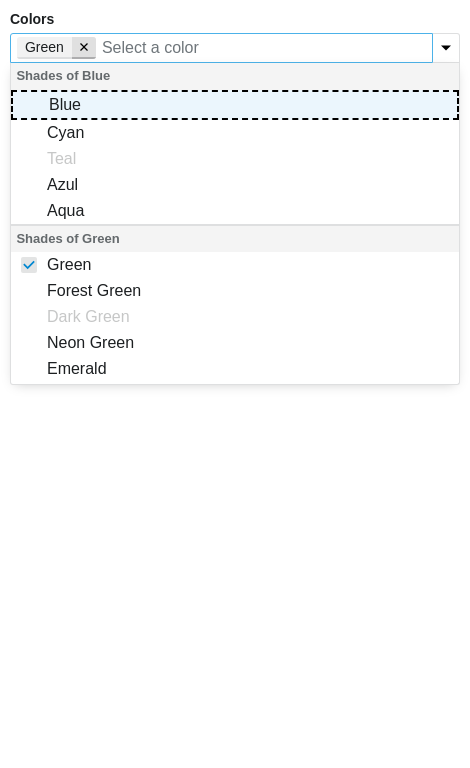 Colors
Green Select a color
Shades of Blue
Blue
Cyan
Teal
Azul
Aqua
Shades of Green
Green
Forest Green
Dark Green
Neon Green
Emerald